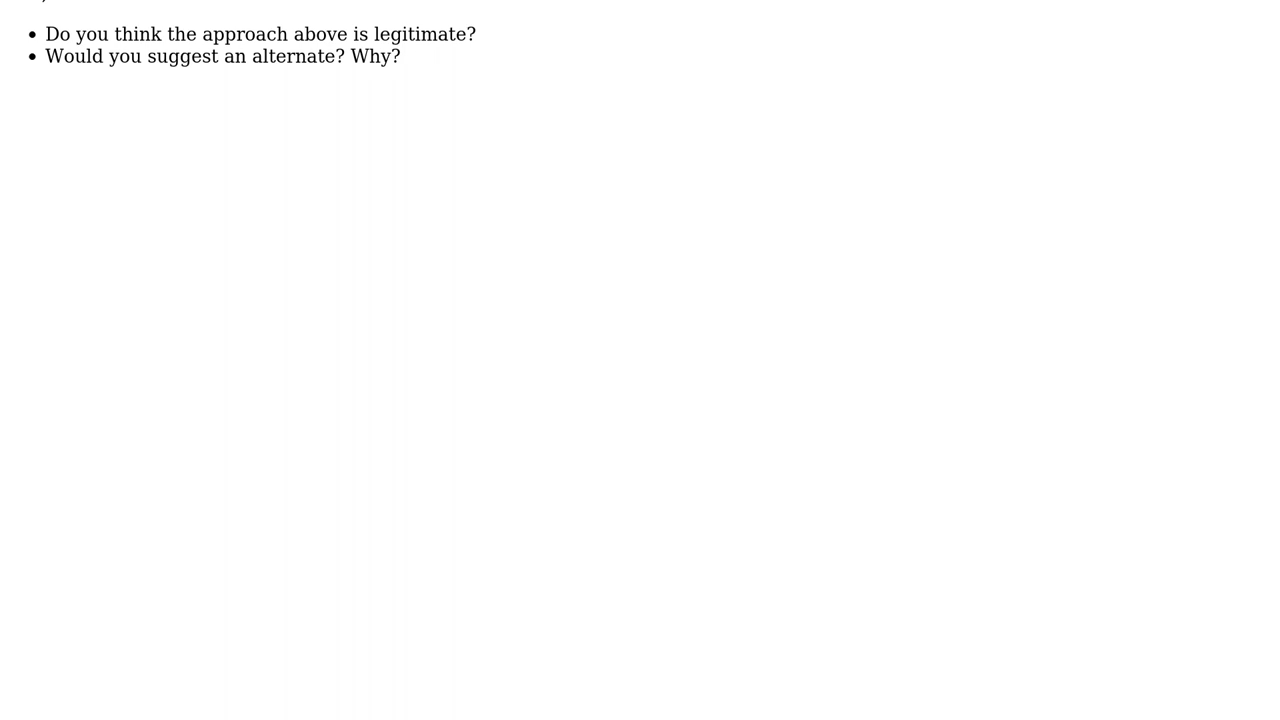 • Do you think the approach above is legitimate?
• Would you suggest an alternate? Why?